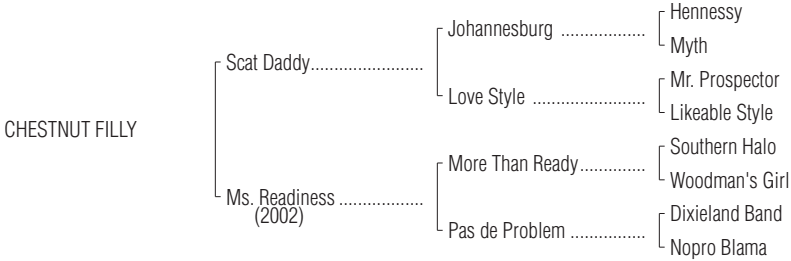 Hennessy
Johannesburg ..................
Myth
Scat Daddy........................
Mr. Prospector
Love Style ........................
Likeable Style
CHESTNUT FILLY
Southern Halo
More Than Ready..............
Woodman's Girl
Ms. Readiness ..................
(2002)
Dixieland Band
Pas de Problem ................
Nopro Blama